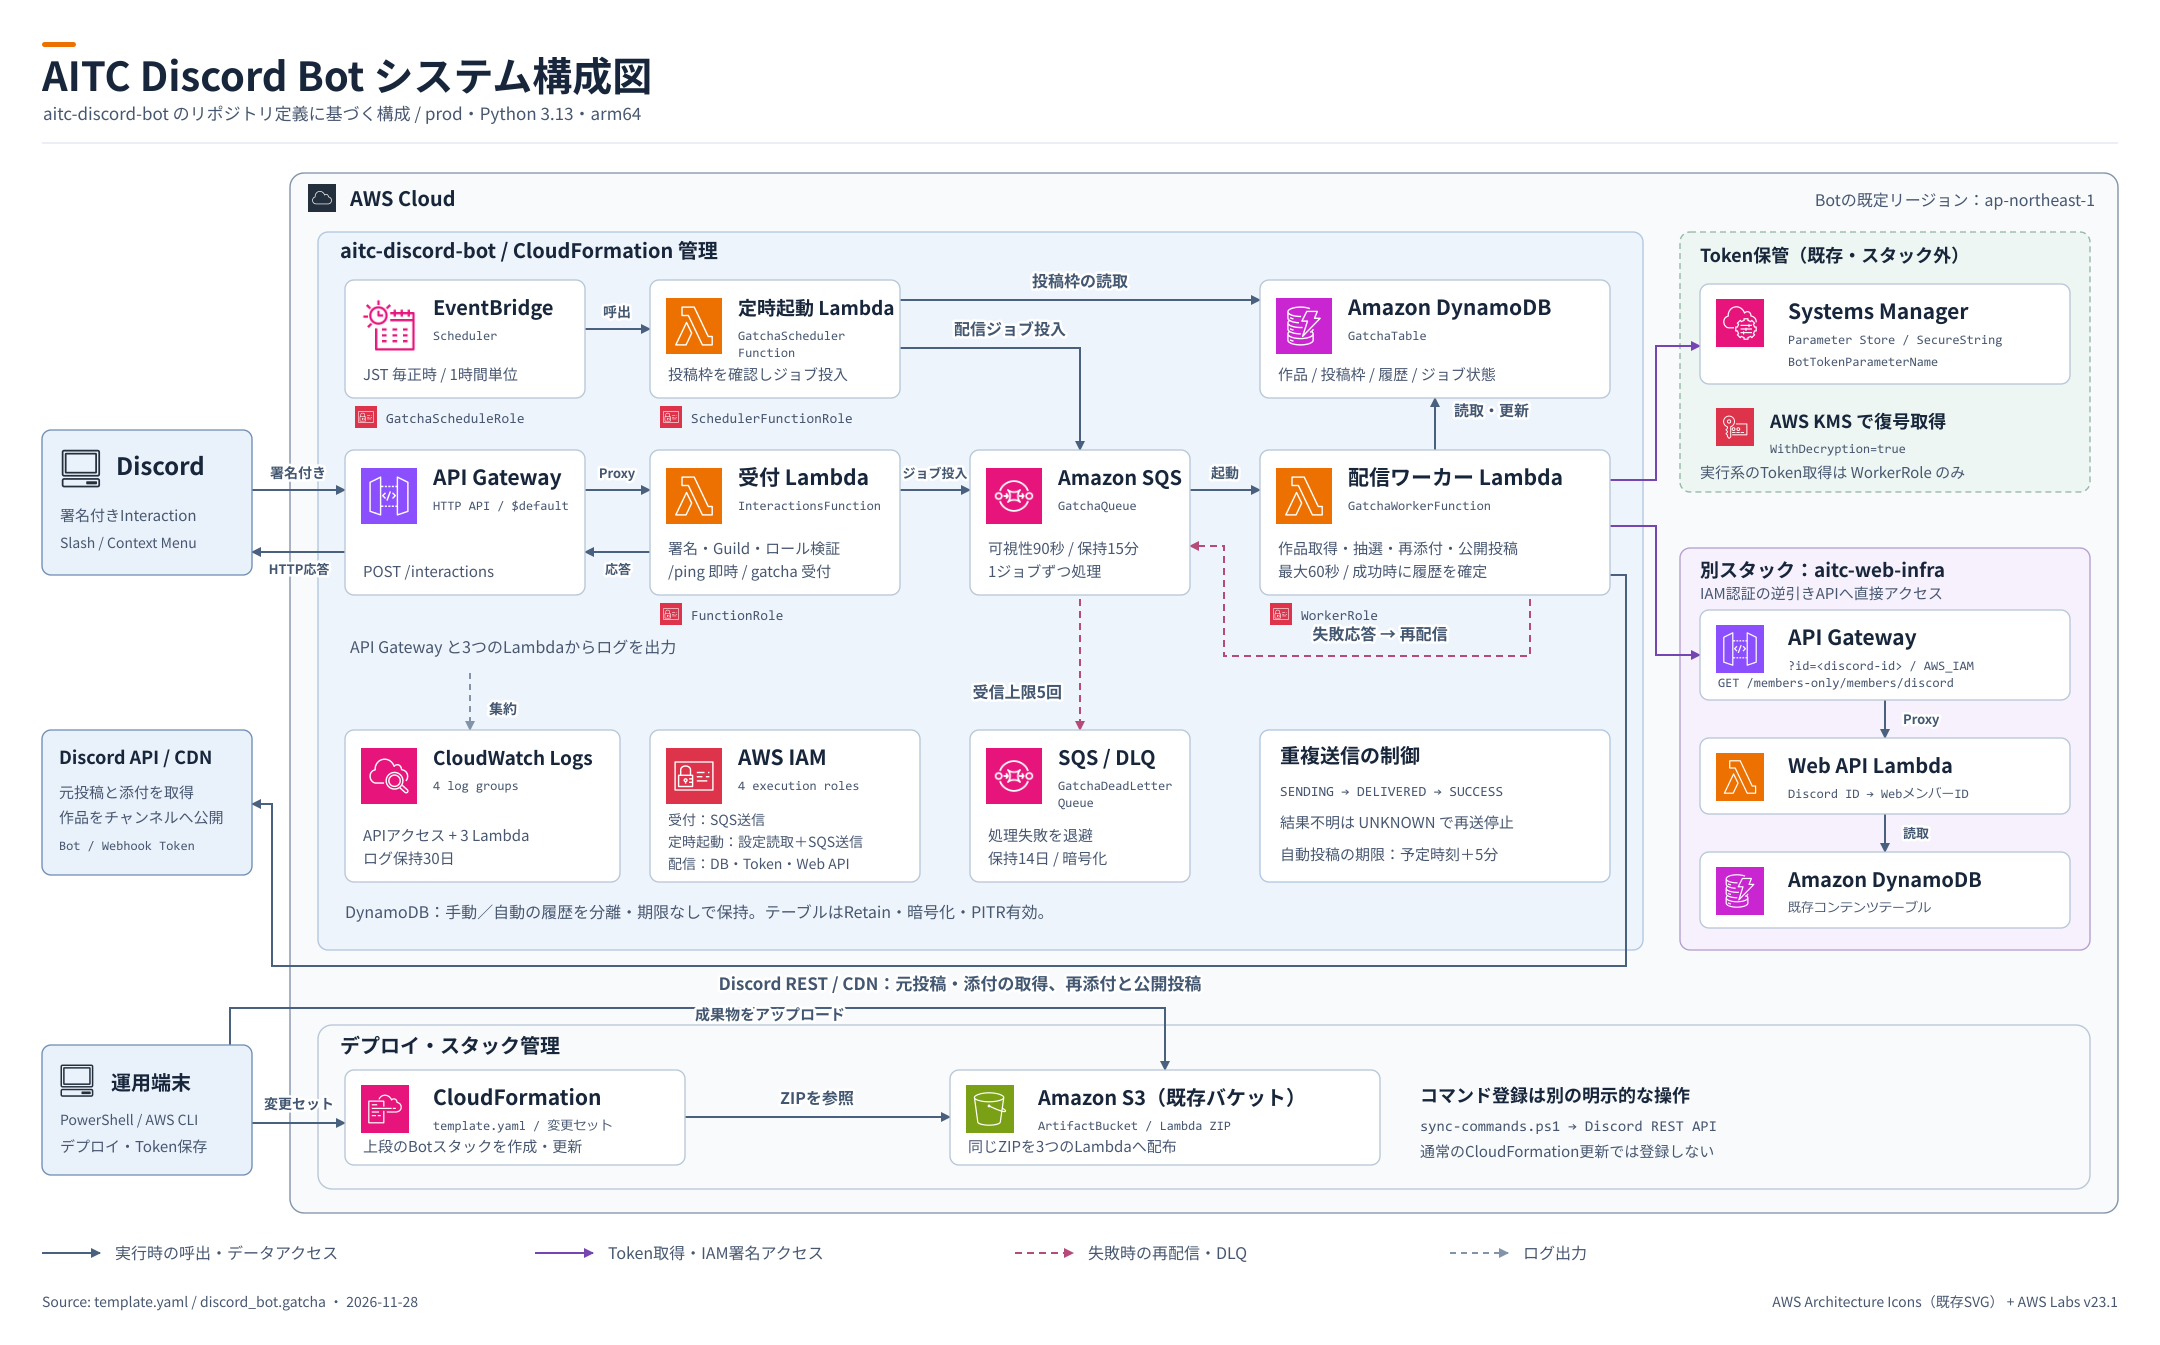 AITC Discord Bot システム構成図
aitc-discord-bot のリポジトリ定義に基づく構成 / prod・Python 3.13・arm64
AWS Cloud
Botの既定リージョン：ap-northeast-1
aitc-discord-bot / CloudFormation 管理
EventBridge
Scheduler
JST 毎正時 / 1時間単位
GatchaScheduleRole
呼出
定時起動 Lambda
GatchaScheduler
Function
投稿枠を確認しジョブ投入
SchedulerFunctionRole
投稿枠の読取
配信ジョブ投入
Amazon DynamoDB
GatchaTable
作品 / 投稿枠 / 履歴 / ジョブ状態
読取・更新
Token保管（既存・スタック外）
Systems Manager
Parameter Store / SecureString
BotTokenParameterName
AWS KMS で復号取得
WithDecryption=true
実行系のToken取得は WorkerRole のみ
Discord
署名付きInteraction
Slash / Context Menu
署名付き
HTTP応答
API Gateway
HTTP API / $default
POST /interactions
Proxy
応答
受付 Lambda
InteractionsFunction
署名・Guild・ロール検証
/ping 即時 / gatcha 受付
FunctionRole
ジョブ投入
Amazon SQS
GatchaQueue
可視性90秒 / 保持15分
1ジョブずつ処理
起動
配信ワーカー Lambda
GatchaWorkerFunction
作品取得・抽選・再添付・公開投稿
最大60秒 / 成功時に履歴を確定
WorkerRole
失敗応答 → 再配信
API Gateway と3つのLambdaからログを出力
集約
受信上限5回
別スタック：aitc-web-infra
IAM認証の逆引きAPIへ直接アクセス
API Gateway
?id=<discord-id> / AWS_IAM
GET /members-only/members/discord
Proxy
Web API Lambda
Discord ID → WebメンバーID
読取
Amazon DynamoDB
既存コンテンツテーブル
Discord API / CDN
元投稿と添付を取得
作品をチャンネルへ公開
Bot / Webhook Token
CloudWatch Logs
4 log groups
APIアクセス + 3 Lambda
ログ保持30日
AWS IAM
4 execution roles
受付：SQS送信
定時起動：設定読取＋SQS送信
配信：DB・Token・Web API
SQS / DLQ
GatchaDeadLetter
Queue
処理失敗を退避
保持14日 / 暗号化
重複送信の制御
SENDING → DELIVERED → SUCCESS
結果不明は UNKNOWN で再送停止
自動投稿の期限：予定時刻＋5分
DynamoDB：手動／自動の履歴を分離・期限なしで保持。テーブルはRetain・暗号化・PITR有効。
Discord REST / CDN：元投稿・添付の取得、再添付と公開投稿
成果物をアップロード
運用端末
PowerShell / AWS CLI
デプロイ・Token保存
変更セット
デプロイ・スタック管理
CloudFormation
template.yaml / 変更セット
上段のBotスタックを作成・更新
ZIPを参照
Amazon S3（既存バケット）
ArtifactBucket / Lambda ZIP
同じZIPを3つのLambdaへ配布
コマンド登録は別の明示的な操作
sync-commands.ps1 → Discord REST API
通常のCloudFormation更新では登録しない
実行時の呼出・データアクセス
Token取得・IAM署名アクセス
失敗時の再配信・DLQ
ログ出力
Source: template.yaml / discord_bot.gatcha ・ 2026-11-28
AWS Architecture Icons（既存SVG） + AWS Labs v23.1